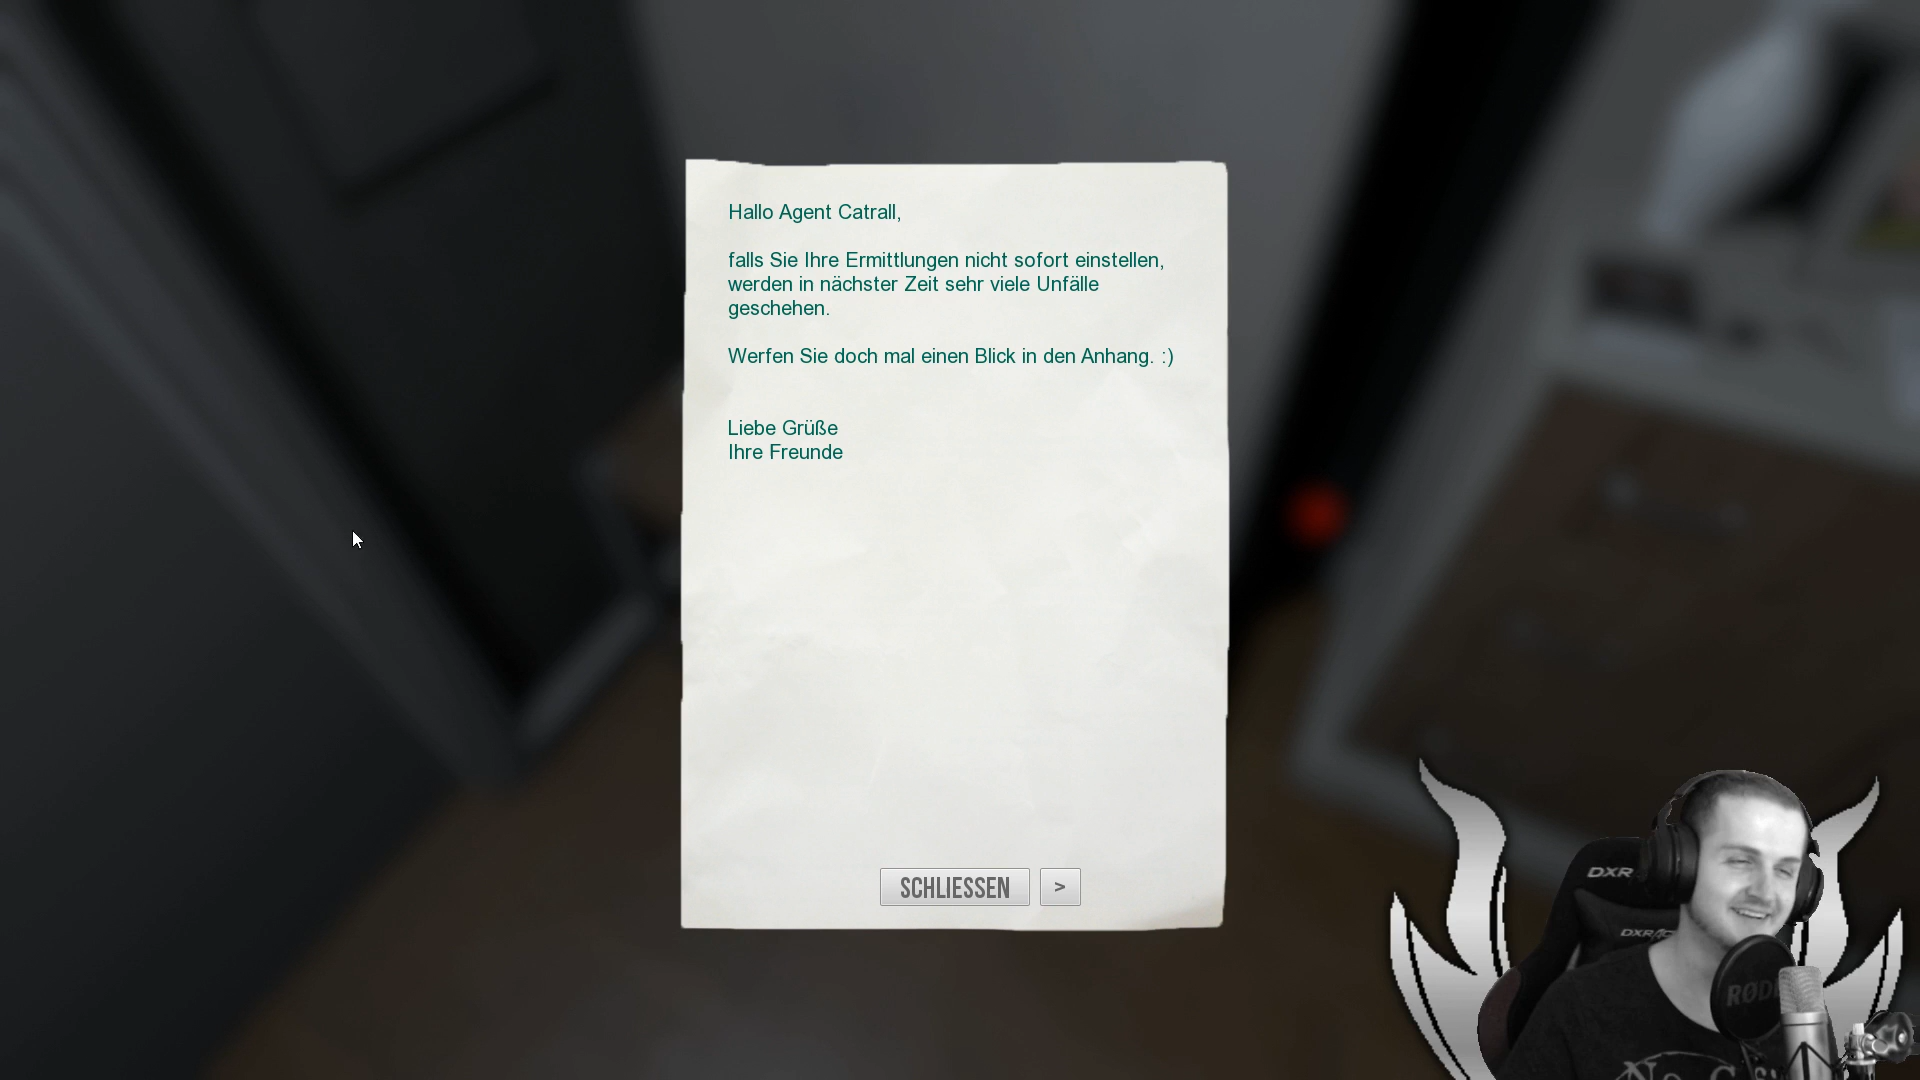 Hallo Agent Catrall,
falls Sie Ihre Ermittlungen nicht sofort einstellen,
werden in nächster Zeit sehr viele Unfälle
geschehen.
Werfen Sie doch mal einen Blick in den Anhang. :)
Liebe Grüße
Ihre Freunde
SCHLIESSEN >
DXR
DXRAC
RØDE